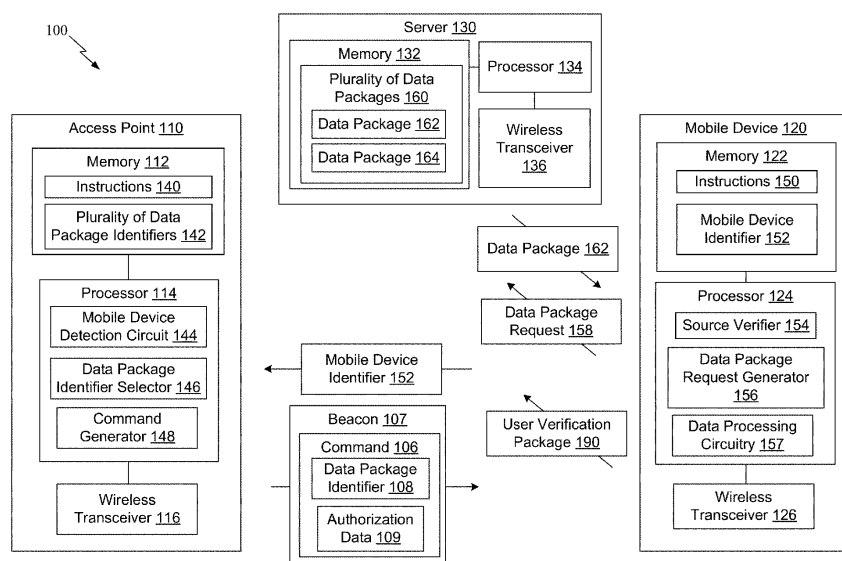 100
Server 130
Memory 132
Plurality of Data
Packages 160
Data Package 162
Data Package 164
Processor 134
Wireless
Transceiver
136
Access Point 110
Memory 112
Instructions 140
Plurality of Data
Package Identifiers 142
Processor 114
Mobile Device
Detection Circuit 144
Data Package
Identifier Selector 146
Command
Generator 148
Wireless
Transceiver 116
Data Package 162
Data Package
Request 158
Mobile Device
Identifier 152
Beacon 107
Command 106
Data Package
Identifier 108
Authorization
Data 109
User Verification
Package 190
Mobile Device 120
Memory 122
Instructions 150
Mobile Device
Identifier 152
Processor 124
Source Verifier 154
Data Package
Request Generator
156
Data Processing
Circuitry 157
Wireless
Transceiver 126